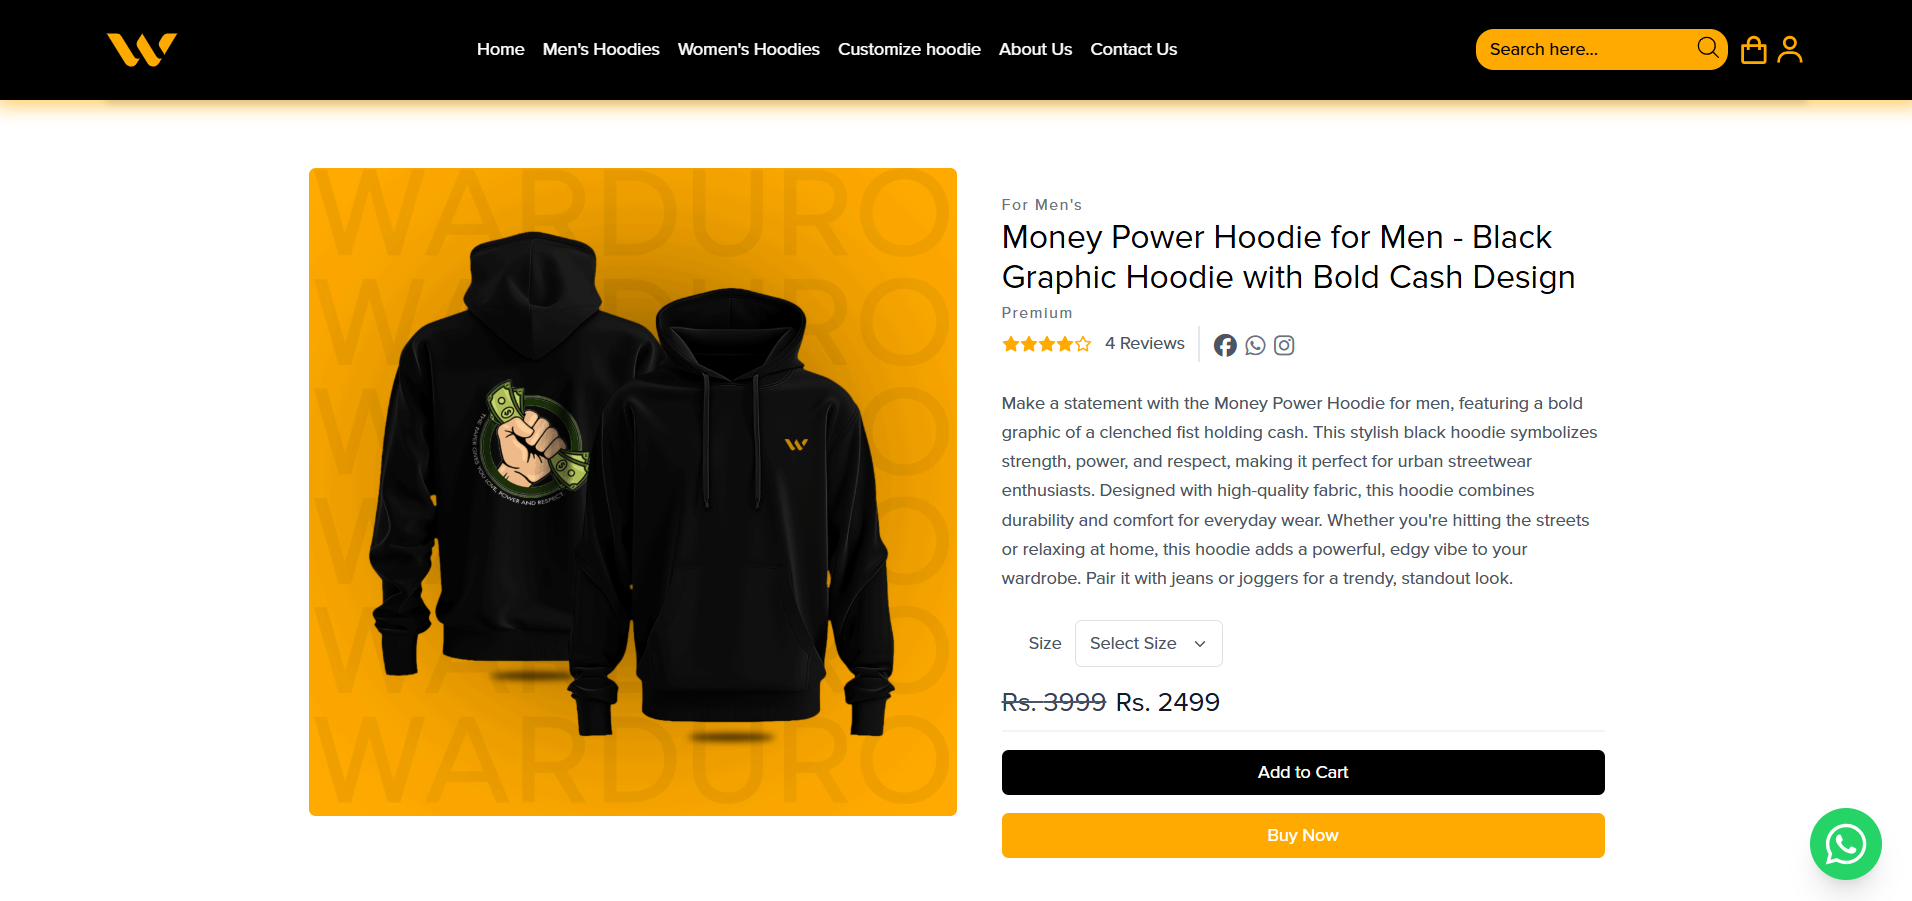 Home Men's Hoodies Women's Hoodies Customize hoodie About Us Contact Us
Search here...
WARDURO
WARDURO
WARDURO
WARDURO
WARDURO
WARDURO
THE PAPER GIVES YOU LOVE, POWER AND RESPECT
For Men's
Money Power Hoodie for Men - Black
Graphic Hoodie with Bold Cash Design
Premium
4 Reviews
Make a statement with the Money Power Hoodie for men, featuring a bold
graphic of a clenched fist holding cash. This stylish black hoodie symbolizes
strength, power, and respect, making it perfect for urban streetwear
enthusiasts. Designed with high-quality fabric, this hoodie combines
durability and comfort for everyday wear. Whether you're hitting the streets
or relaxing at home, this hoodie adds a powerful, edgy vibe to your
wardrobe. Pair it with jeans or joggers for a trendy, standout look.
Size Select Size
Rs. 3999 Rs. 2499
Add to Cart
Buy Now